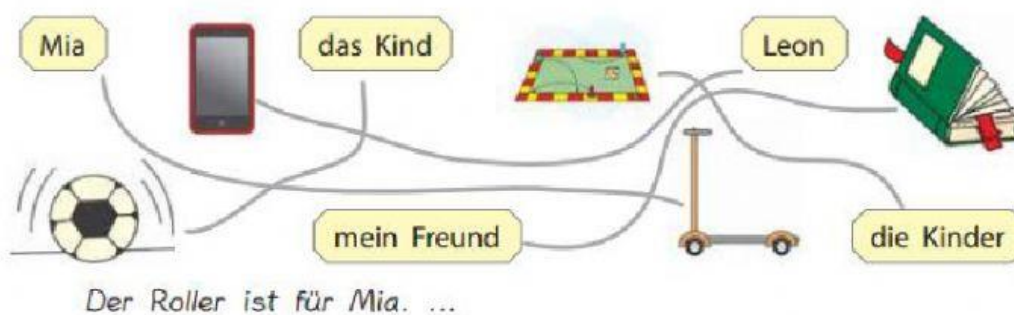 Mia
das Kind
Leon
mein Freund
die Kinder
Der Roller ist für Mia. ...